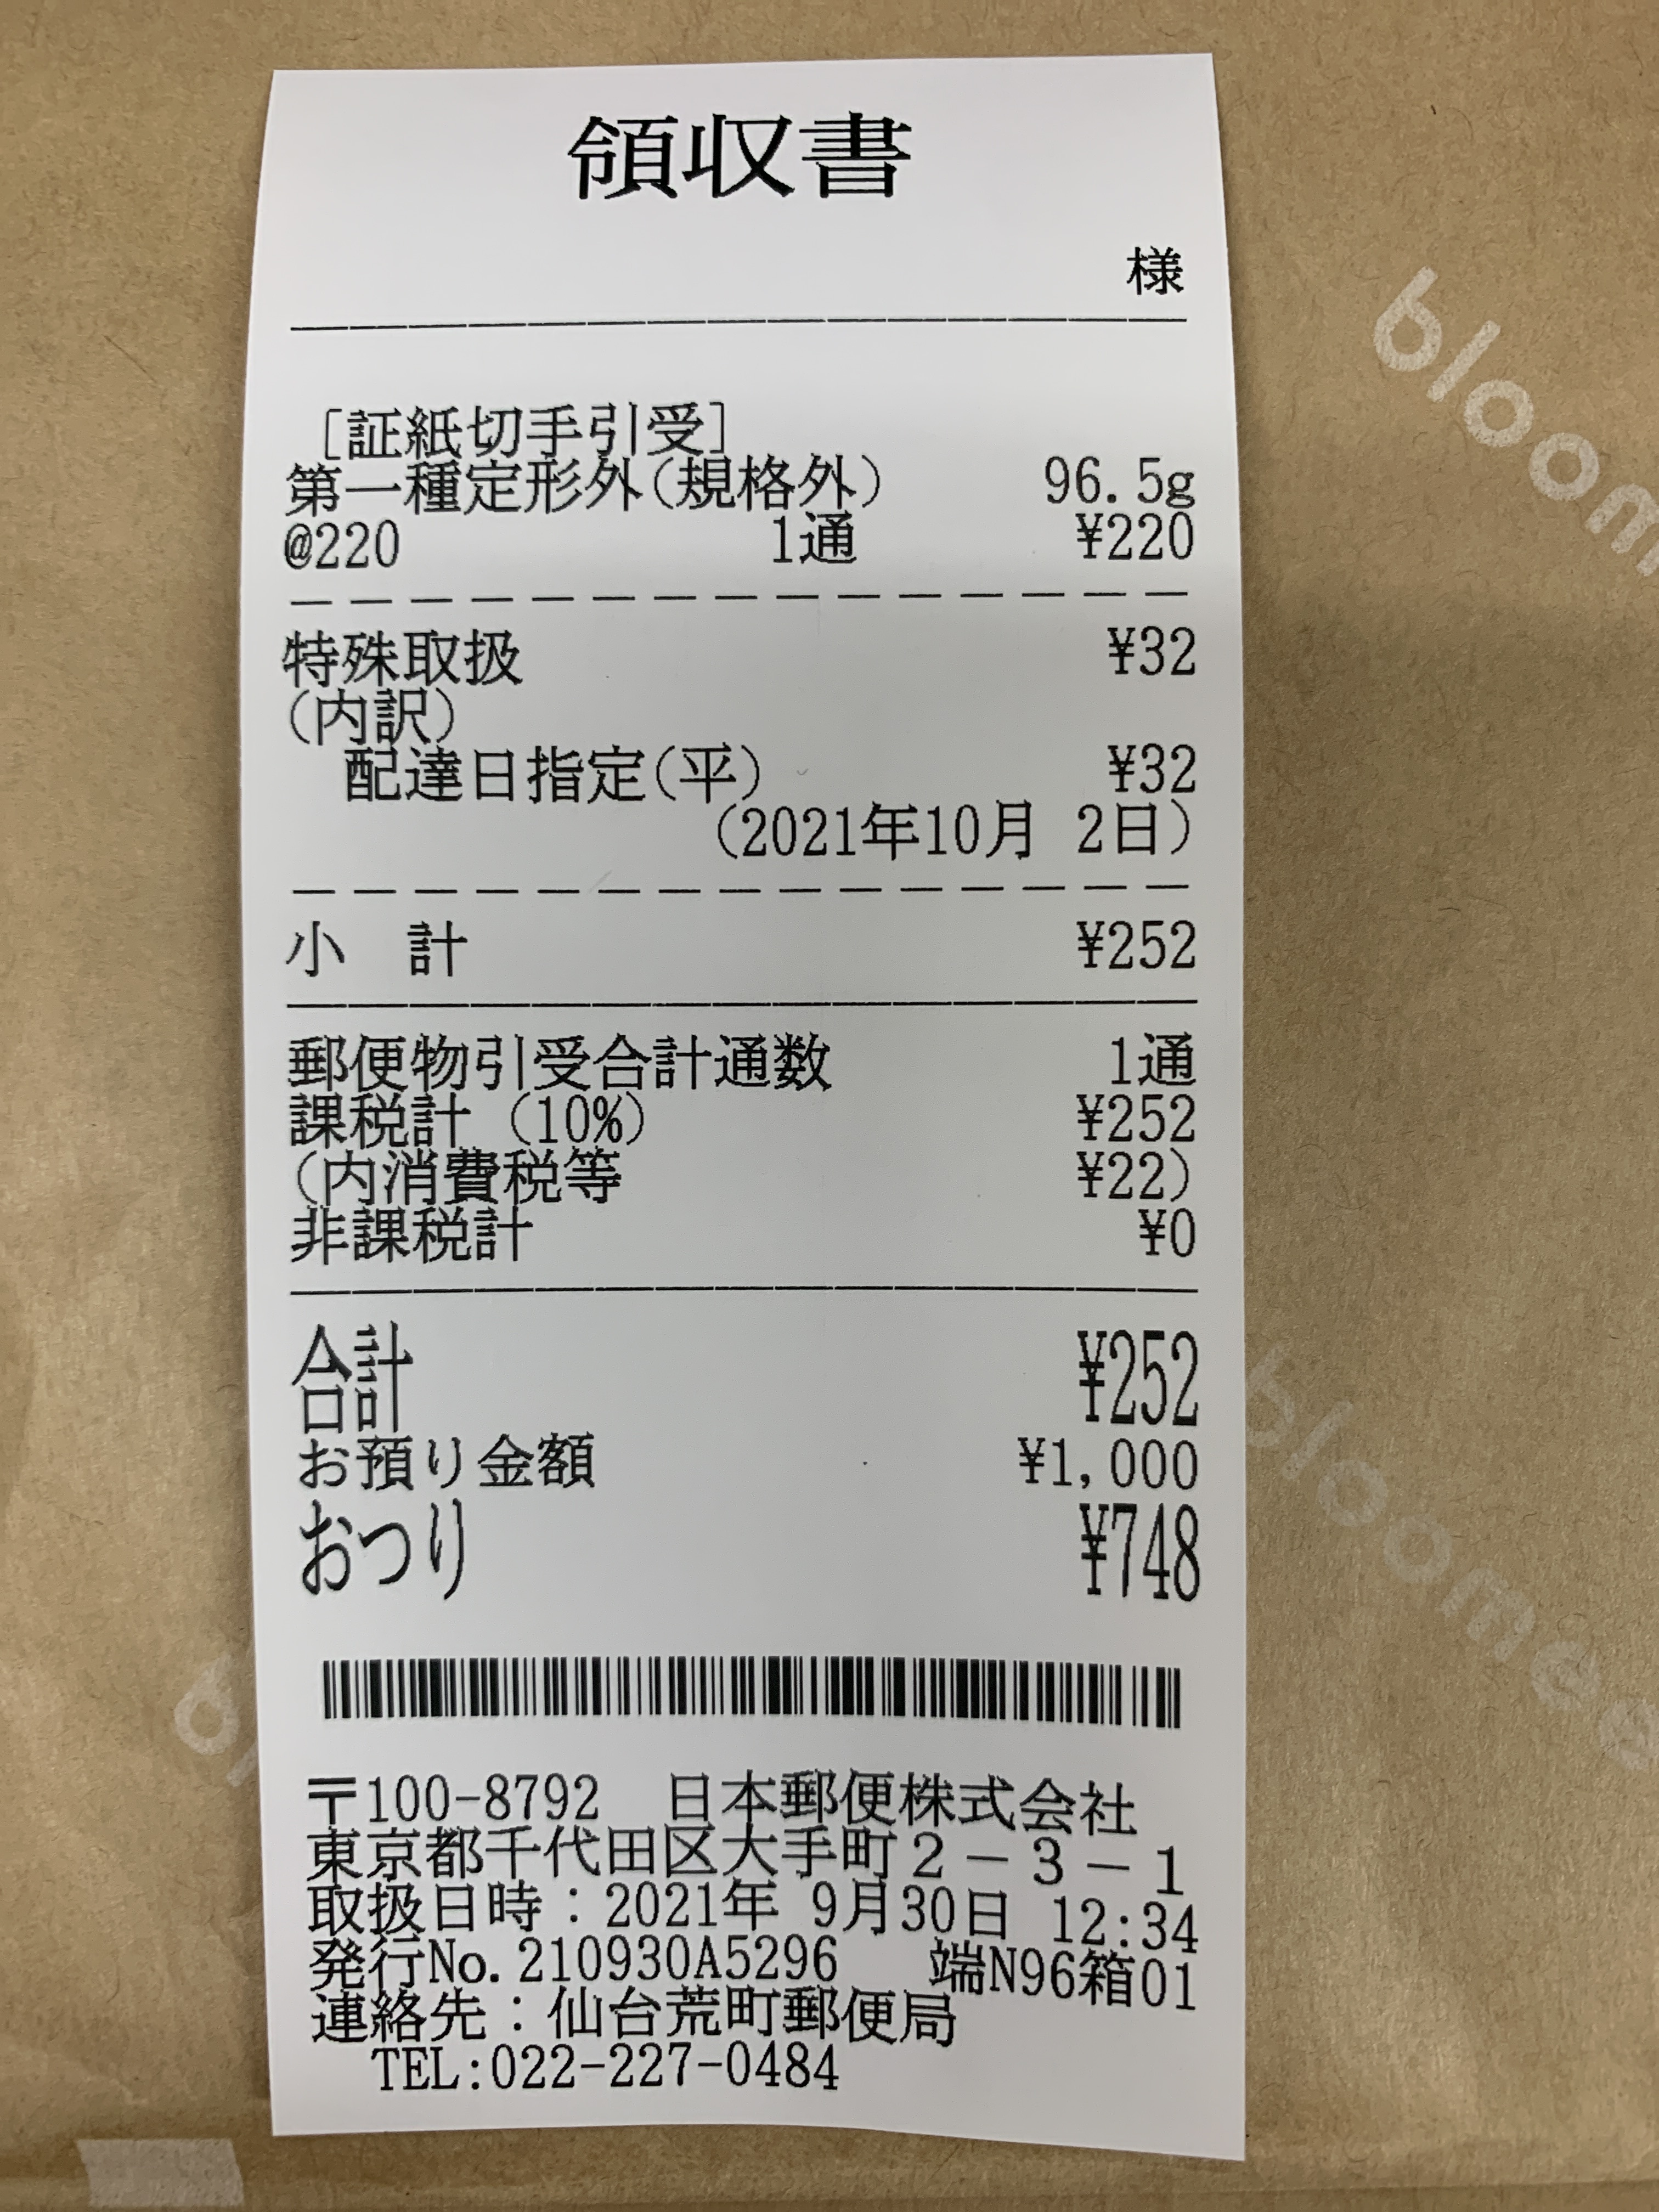 領収書
様
[証紙切手引受]
第一種定形外(規格外) 96.5g
@220 1通 ¥220
特殊取扱 ¥32
(内訳)
配達日指定(平) ¥32
(2021年10月 2日)
小 計 ¥252
郵便物引受合計通数 1通
課税計 (10%) ¥252
(内消費税等 ¥22)
非課税計 ¥0
合計 ¥252
お預り金額 ¥1,000
おつり ¥748
〒100-8792 日本郵便株式会社
東京都千代田区大手町2-3-1
取扱日時:2021年 9月30日 12:34
発行No.210930A5296 端N96箱01
連絡先:仙台荒町郵便局
TEL:022-227-0484
bloom
bloomee
bl